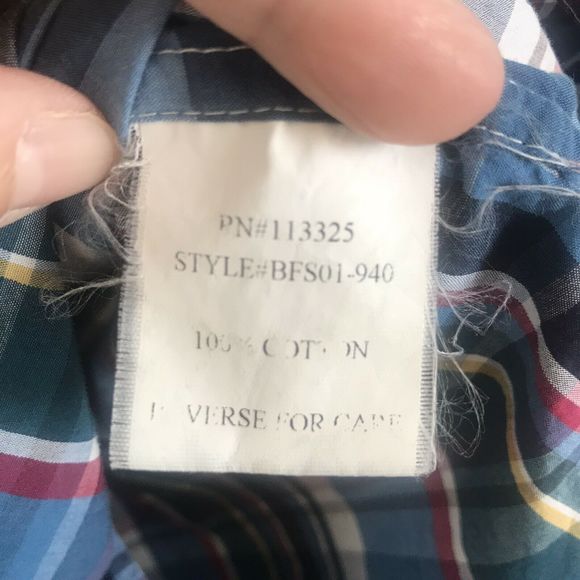 PN#113325
STYLE#BFS01-940
100% COTTON
REVERSE FOR CARE